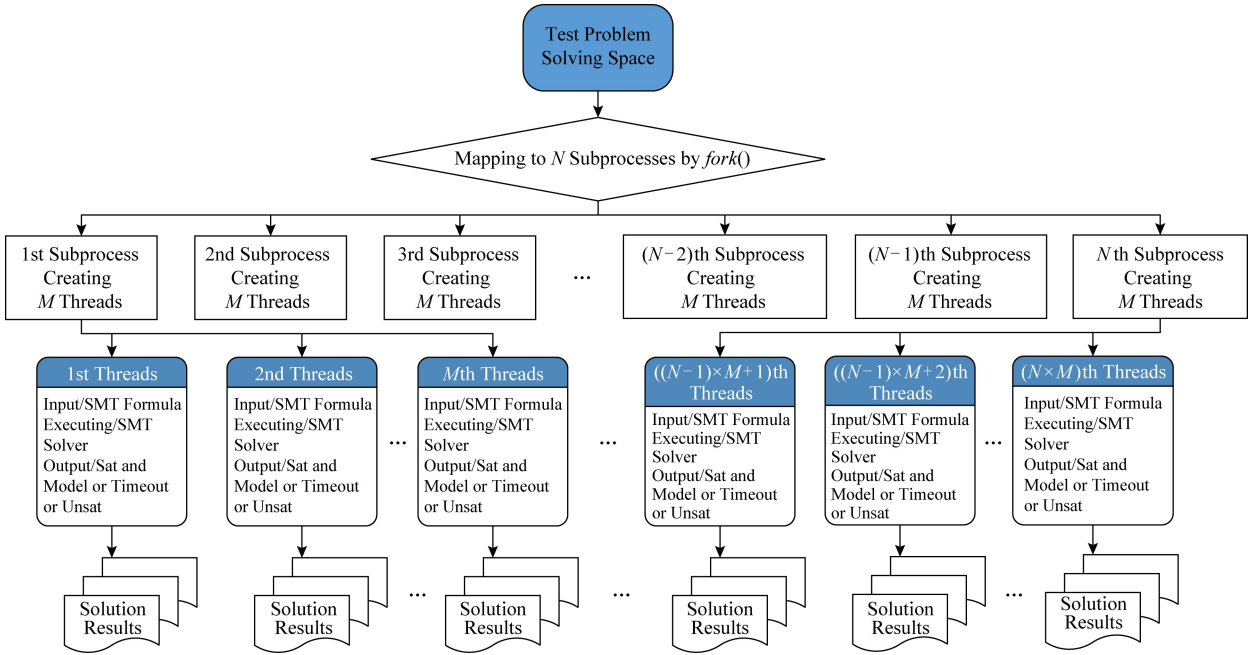 Test Problem
Solving Space
Mapping to N Subprocesses by fork()
1st Subprocess
Creating
M Threads
2nd Subprocess
Creating
M Threads
3rd Subprocess
Creating
M Threads
...
(N−2)th Subprocess
Creating
M Threads
(N−1)th Subprocess
Creating
M Threads
Nth Subprocess
Creating
M Threads
1st Threads
Input/SMT Formula
Executing/SMT
Solver
Output/Sat and
Model or Timeout
or Unsat
2nd Threads
Input/SMT Formula
Executing/SMT
Solver
Output/Sat and
Model or Timeout
or Unsat
...
Mth Threads
Input/SMT Formula
Executing/SMT
Solver
Output/Sat and
Model or Timeout
or Unsat
...
((N−1)×M+1)th
Threads
Input/SMT Formula
Executing/SMT
Solver
Output/Sat and
Model or Timeout
or Unsat
((N−1)×M+2)th
Threads
Input/SMT Formula
Executing/SMT
Solver
Output/Sat and
Model or Timeout
or Unsat
...
(N×M)th Threads
Input/SMT Formula
Executing/SMT
Solver
Output/Sat and
Model or Timeout
or Unsat
Solution
Results
Solution
Results
...
Solution
Results
...
Solution
Results
Solution
Results
...
Solution
Results